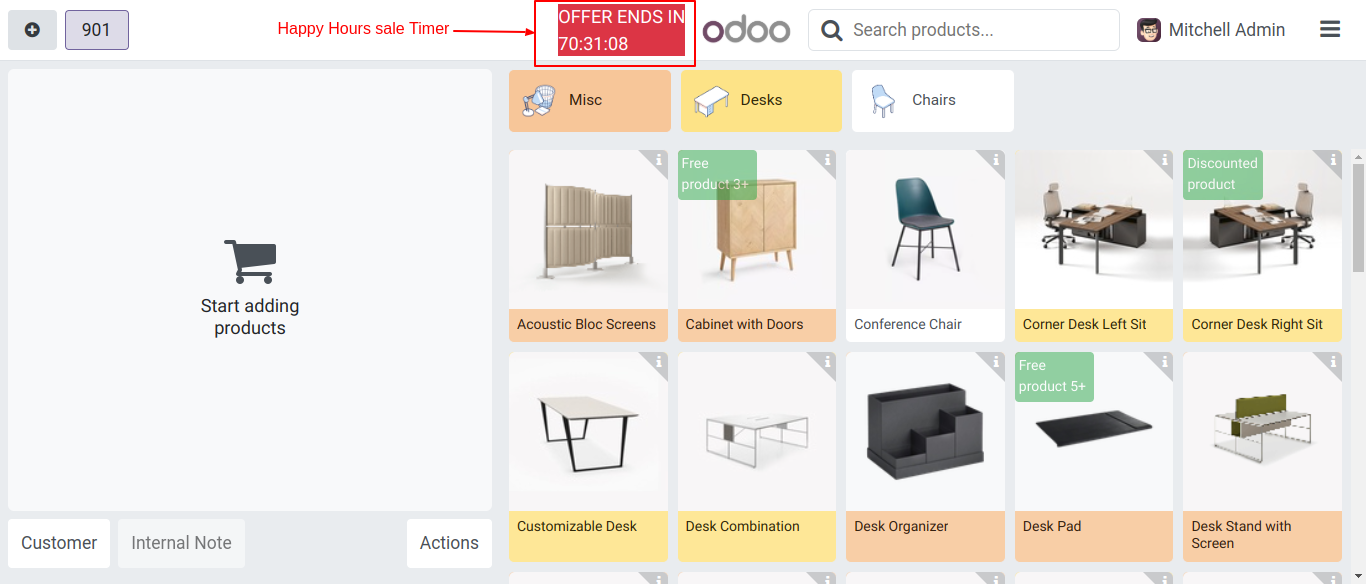 901
Happy Hours sale Timer
OFFER ENDS IN
70:31:08
odoo
Search products...
Mitchell Admin
Misc
Desks
Chairs
Start adding
products
Free
product 3+
Discounted
product
Acoustic Bloc Screens
Cabinet with Doors
Conference Chair
Corner Desk Left Sit
Corner Desk Right Sit
Free
product 5+
Customizable Desk
Desk Combination
Desk Organizer
Desk Pad
Desk Stand with
Screen
Customer
Internal Note
Actions